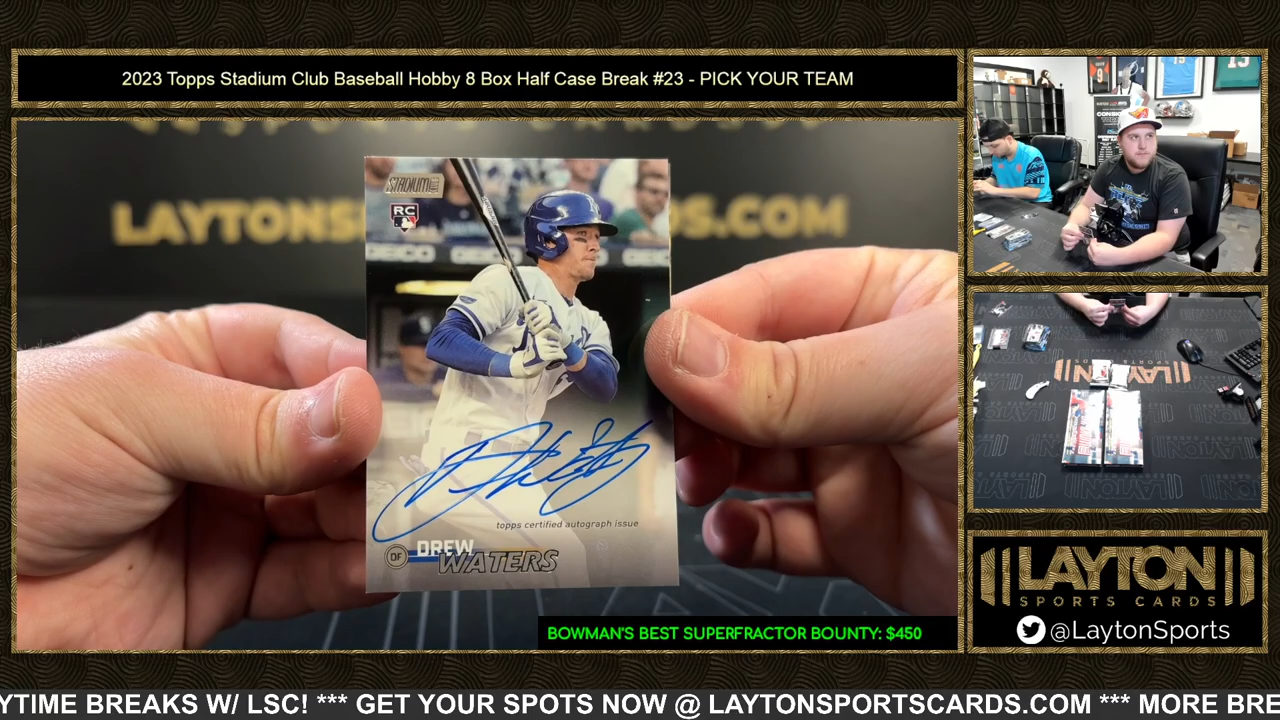 2023 Topps Stadium Club Baseball Hobby 8 Box Half Case Break #23 - PICK YOUR TEAM
STADIUM
RC
GEICO
OF
topps certified autograph issue
DREW
WATERS
BOWMAN'S BEST SUPERFRACTOR BOUNTY: $450
LAYTON
SPORTS CARDS
@LaytonSports
YTIME BREAKS W/ LSC! *** GET YOUR SPOTS NOW @ LAYTONSPORTSCARDS.COM *** MORE BRE